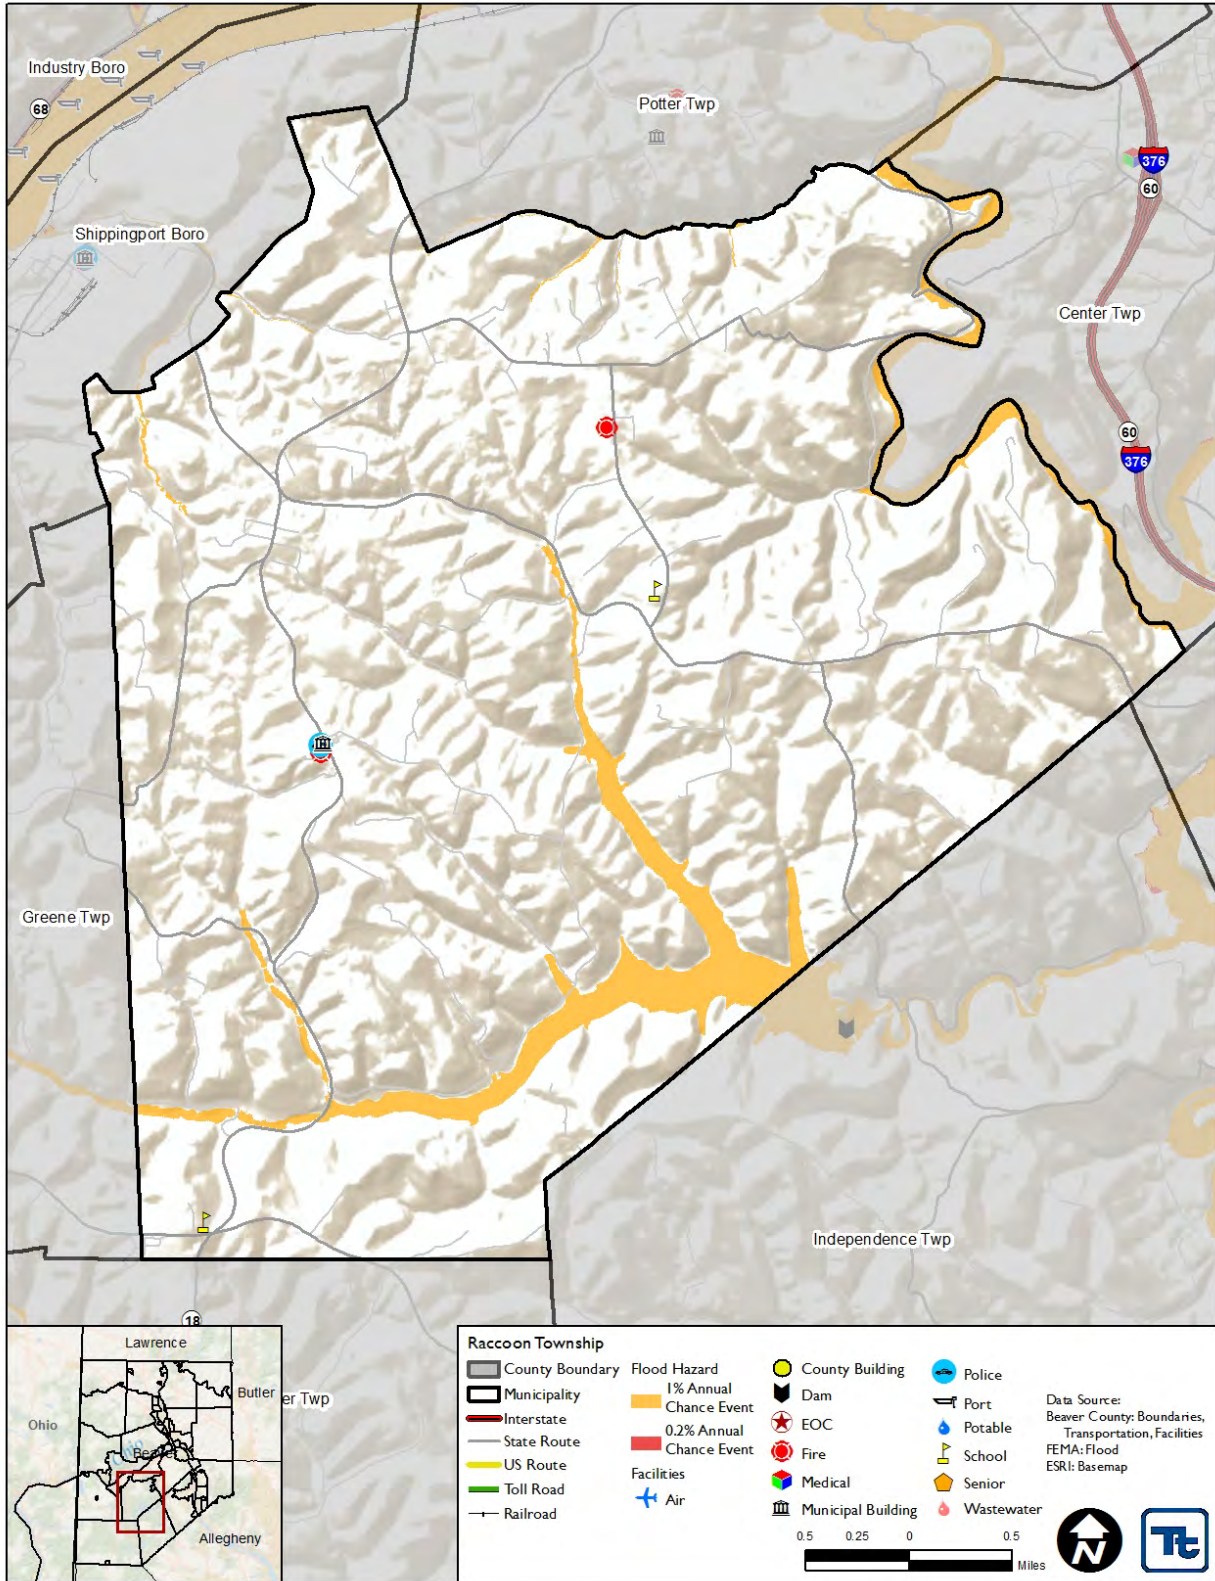 Industry Boro
68
Potter Twp
376
60
Shippingport Boro
Center Twp
60
376
Greene Twp
Independence Twp
18
er Twp
Lawrence
Butler
Ohio
Ohio
Beaver
Allegheny
Raccoon Township
County Boundary
Municipality
Interstate
State Route
US Route
Toll Road
Railroad
Flood Hazard
1% Annual
Chance Event
0.2% Annual
Chance Event
Facilities
Air
County Building
Dam
EOC
Fire
Medical
Municipal Building
Police
Port
Potable
School
Senior
Wastewater
Data Source:
Beaver County: Boundaries,
Transportation, Facilities
FEMA: Flood
ESRI: Basemap
0.5 0.25 0 0.5
Miles
N
Tt